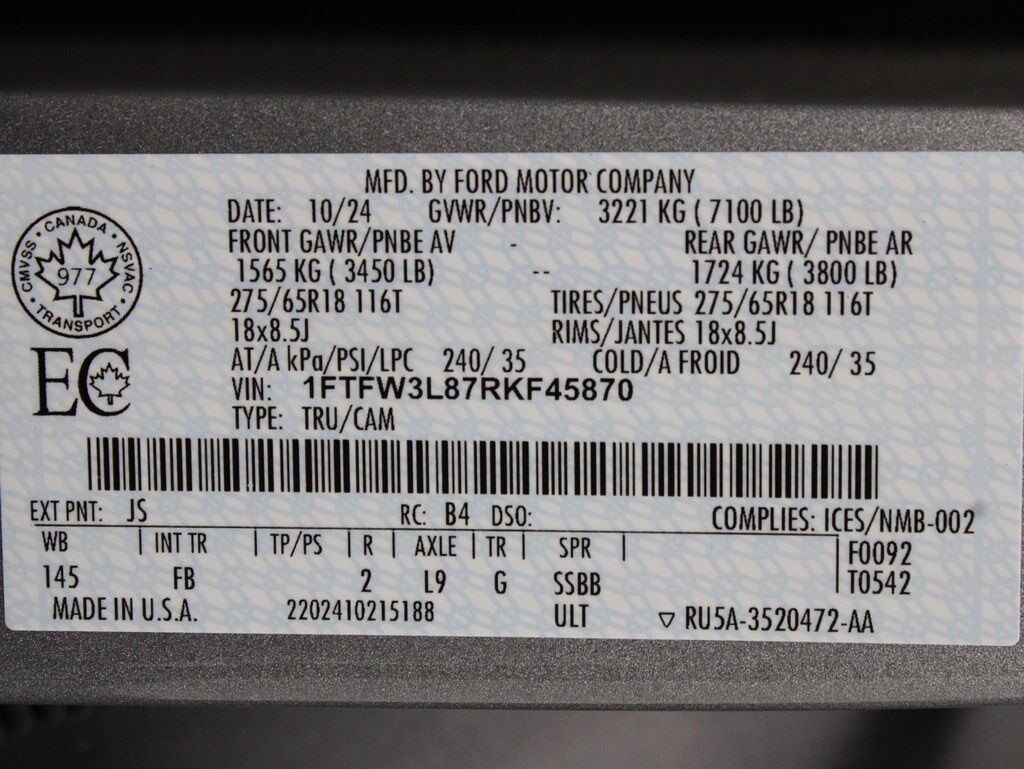 MFD. BY FORD MOTOR COMPANY
DATE: 10/24 GVWR/PNBV: 3221 KG ( 7100 LB)
FRONT GAWR/PNBE AV - REAR GAWR/ PNBE AR
1565 KG ( 3450 LB) -- 1724 KG ( 3800 LB)
275/65R18 116T TIRES/PNEUS 275/65R18 116T
18x8.5J RIMS/JANTES 18x8.5J
AT/A kPa/PSI/LPC 240/ 35 COLD/A FROID 240/ 35
VIN: 1FTFW3L87RKF45870
TYPE: TRU/CAM
CANADA • NSVAC • TRANSPORT • CMVSS •
977
EC
EXT PNT: JS RC: B4 DSO: COMPLIES: ICES/NMB-002
WB | INT TR | TP/PS | R | AXLE | TR | SPR | F0092
145 FB 2 L9 G SSBB T0542
MADE IN U.S.A. 2202410215188 ULT ▽ RU5A-3520472-AA